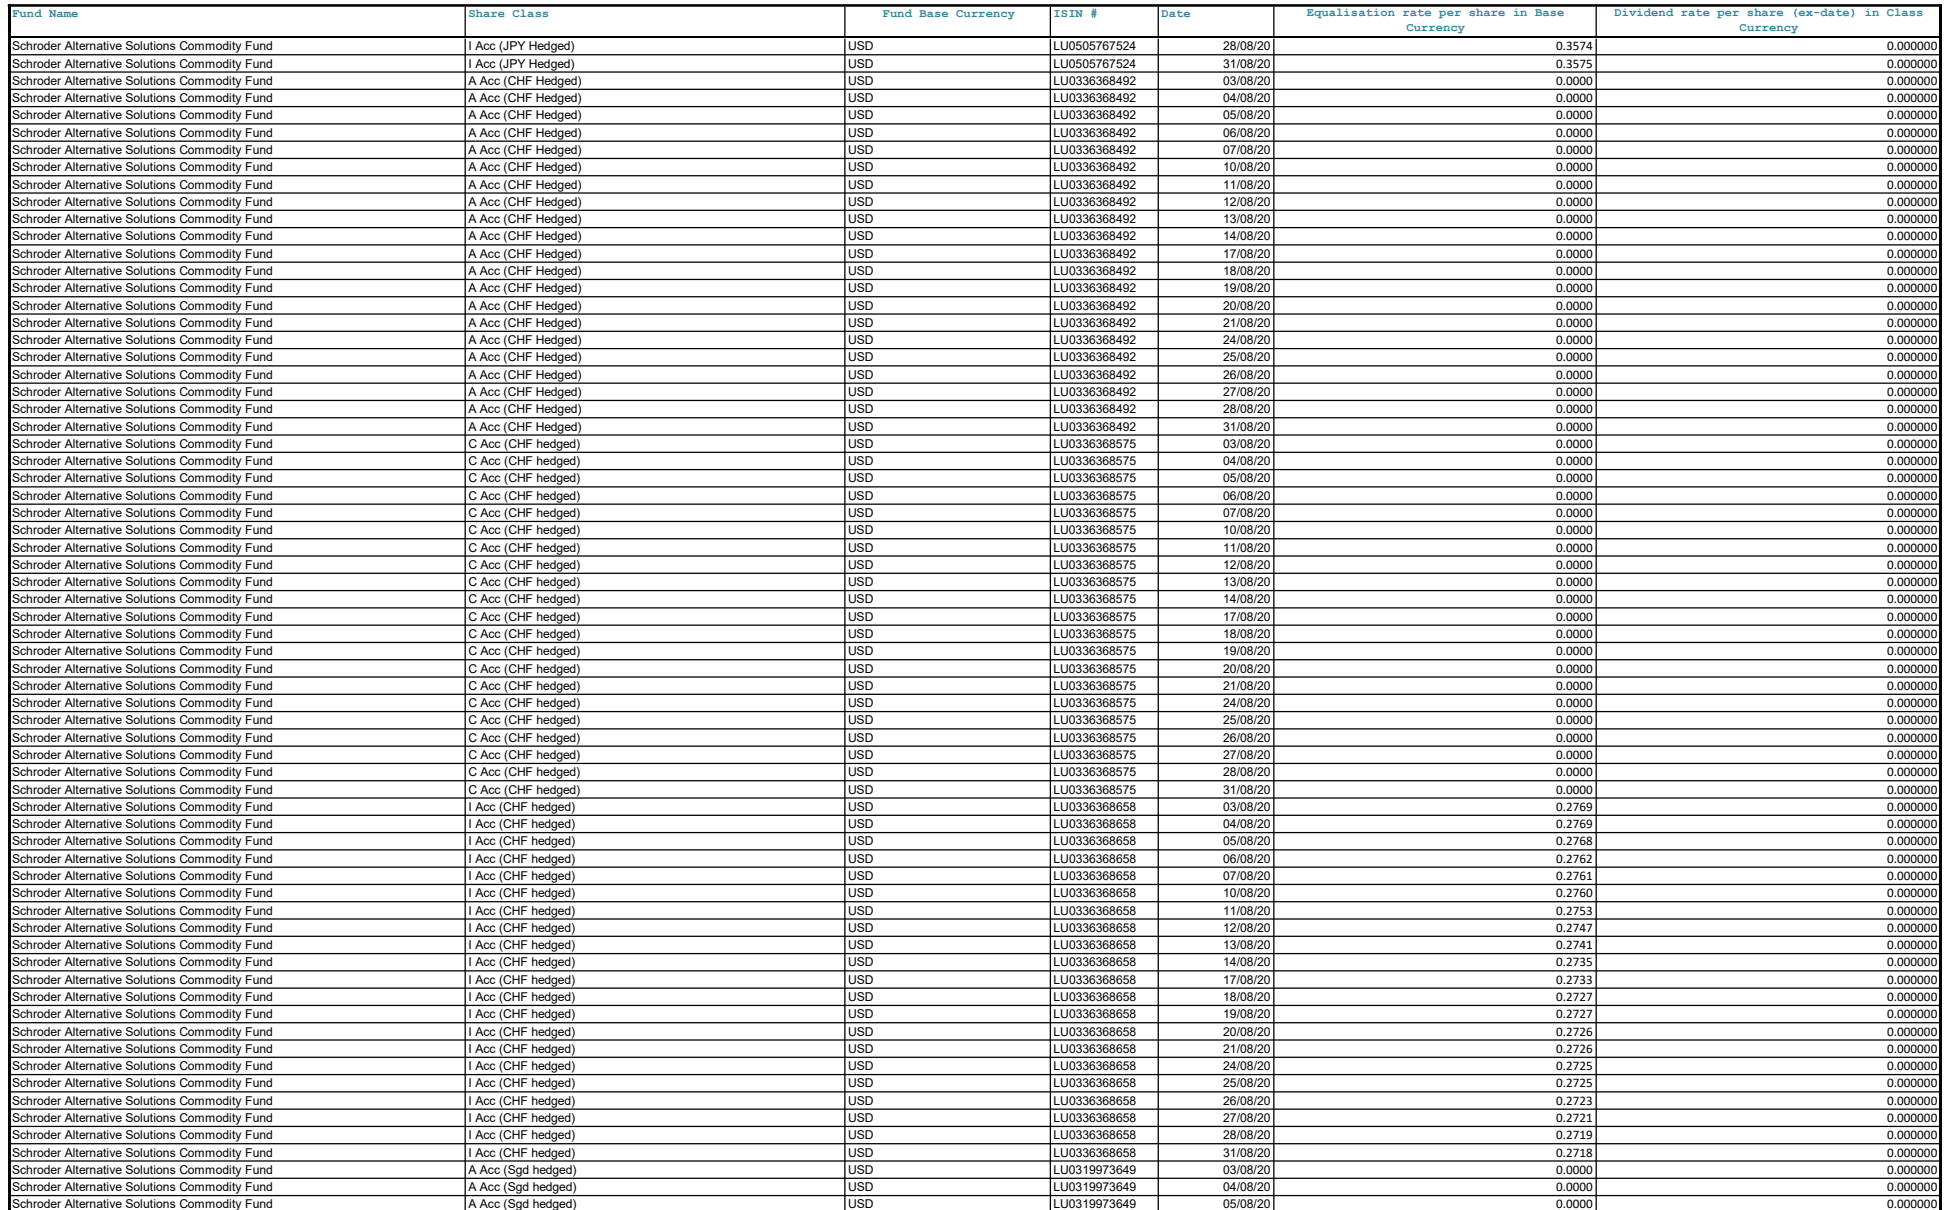 Fund Name Share Class Fund Base Currency ISIN # Date Equalisation rate per share in Base Currency Dividend rate per share (ex-date) in Class Currency
Schroder Alternative Solutions Commodity Fund I Acc (JPY Hedged) USD LU0505767524 28/08/20 0.3574 0.000000
Schroder Alternative Solutions Commodity Fund I Acc (JPY Hedged) USD LU0505767524 31/08/20 0.3575 0.000000
Schroder Alternative Solutions Commodity Fund A Acc (CHF Hedged) USD LU0336368492 03/08/20 0.0000 0.000000
Schroder Alternative Solutions Commodity Fund A Acc (CHF Hedged) USD LU0336368492 04/08/20 0.0000 0.000000
Schroder Alternative Solutions Commodity Fund A Acc (CHF Hedged) USD LU0336368492 05/08/20 0.0000 0.000000
Schroder Alternative Solutions Commodity Fund A Acc (CHF Hedged) USD LU0336368492 06/08/20 0.0000 0.000000
Schroder Alternative Solutions Commodity Fund A Acc (CHF Hedged) USD LU0336368492 07/08/20 0.0000 0.000000
Schroder Alternative Solutions Commodity Fund A Acc (CHF Hedged) USD LU0336368492 10/08/20 0.0000 0.000000
Schroder Alternative Solutions Commodity Fund A Acc (CHF Hedged) USD LU0336368492 11/08/20 0.0000 0.000000
Schroder Alternative Solutions Commodity Fund A Acc (CHF Hedged) USD LU0336368492 12/08/20 0.0000 0.000000
Schroder Alternative Solutions Commodity Fund A Acc (CHF Hedged) USD LU0336368492 13/08/20 0.0000 0.000000
Schroder Alternative Solutions Commodity Fund A Acc (CHF Hedged) USD LU0336368492 14/08/20 0.0000 0.000000
Schroder Alternative Solutions Commodity Fund A Acc (CHF Hedged) USD LU0336368492 17/08/20 0.0000 0.000000
Schroder Alternative Solutions Commodity Fund A Acc (CHF Hedged) USD LU0336368492 18/08/20 0.0000 0.000000
Schroder Alternative Solutions Commodity Fund A Acc (CHF Hedged) USD LU0336368492 19/08/20 0.0000 0.000000
Schroder Alternative Solutions Commodity Fund A Acc (CHF Hedged) USD LU0336368492 20/08/20 0.0000 0.000000
Schroder Alternative Solutions Commodity Fund A Acc (CHF Hedged) USD LU0336368492 21/08/20 0.0000 0.000000
Schroder Alternative Solutions Commodity Fund A Acc (CHF Hedged) USD LU0336368492 24/08/20 0.0000 0.000000
Schroder Alternative Solutions Commodity Fund A Acc (CHF Hedged) USD LU0336368492 25/08/20 0.0000 0.000000
Schroder Alternative Solutions Commodity Fund A Acc (CHF Hedged) USD LU0336368492 26/08/20 0.0000 0.000000
Schroder Alternative Solutions Commodity Fund A Acc (CHF Hedged) USD LU0336368492 27/08/20 0.0000 0.000000
Schroder Alternative Solutions Commodity Fund A Acc (CHF Hedged) USD LU0336368492 28/08/20 0.0000 0.000000
Schroder Alternative Solutions Commodity Fund A Acc (CHF Hedged) USD LU0336368492 31/08/20 0.0000 0.000000
Schroder Alternative Solutions Commodity Fund C Acc (CHF hedged) USD LU0336368575 03/08/20 0.0000 0.000000
Schroder Alternative Solutions Commodity Fund C Acc (CHF hedged) USD LU0336368575 04/08/20 0.0000 0.000000
Schroder Alternative Solutions Commodity Fund C Acc (CHF hedged) USD LU0336368575 05/08/20 0.0000 0.000000
Schroder Alternative Solutions Commodity Fund C Acc (CHF hedged) USD LU0336368575 06/08/20 0.0000 0.000000
Schroder Alternative Solutions Commodity Fund C Acc (CHF hedged) USD LU0336368575 07/08/20 0.0000 0.000000
Schroder Alternative Solutions Commodity Fund C Acc (CHF hedged) USD LU0336368575 10/08/20 0.0000 0.000000
Schroder Alternative Solutions Commodity Fund C Acc (CHF hedged) USD LU0336368575 11/08/20 0.0000 0.000000
Schroder Alternative Solutions Commodity Fund C Acc (CHF hedged) USD LU0336368575 12/08/20 0.0000 0.000000
Schroder Alternative Solutions Commodity Fund C Acc (CHF hedged) USD LU0336368575 13/08/20 0.0000 0.000000
Schroder Alternative Solutions Commodity Fund C Acc (CHF hedged) USD LU0336368575 14/08/20 0.0000 0.000000
Schroder Alternative Solutions Commodity Fund C Acc (CHF hedged) USD LU0336368575 17/08/20 0.0000 0.000000
Schroder Alternative Solutions Commodity Fund C Acc (CHF hedged) USD LU0336368575 18/08/20 0.0000 0.000000
Schroder Alternative Solutions Commodity Fund C Acc (CHF hedged) USD LU0336368575 19/08/20 0.0000 0.000000
Schroder Alternative Solutions Commodity Fund C Acc (CHF hedged) USD LU0336368575 20/08/20 0.0000 0.000000
Schroder Alternative Solutions Commodity Fund C Acc (CHF hedged) USD LU0336368575 21/08/20 0.0000 0.000000
Schroder Alternative Solutions Commodity Fund C Acc (CHF hedged) USD LU0336368575 24/08/20 0.0000 0.000000
Schroder Alternative Solutions Commodity Fund C Acc (CHF hedged) USD LU0336368575 25/08/20 0.0000 0.000000
Schroder Alternative Solutions Commodity Fund C Acc (CHF hedged) USD LU0336368575 26/08/20 0.0000 0.000000
Schroder Alternative Solutions Commodity Fund C Acc (CHF hedged) USD LU0336368575 27/08/20 0.0000 0.000000
Schroder Alternative Solutions Commodity Fund C Acc (CHF hedged) USD LU0336368575 28/08/20 0.0000 0.000000
Schroder Alternative Solutions Commodity Fund C Acc (CHF hedged) USD LU0336368575 31/08/20 0.0000 0.000000
Schroder Alternative Solutions Commodity Fund I Acc (CHF hedged) USD LU0336368658 03/08/20 0.2769 0.000000
Schroder Alternative Solutions Commodity Fund I Acc (CHF hedged) USD LU0336368658 04/08/20 0.2769 0.000000
Schroder Alternative Solutions Commodity Fund I Acc (CHF hedged) USD LU0336368658 05/08/20 0.2768 0.000000
Schroder Alternative Solutions Commodity Fund I Acc (CHF hedged) USD LU0336368658 06/08/20 0.2762 0.000000
Schroder Alternative Solutions Commodity Fund I Acc (CHF hedged) USD LU0336368658 07/08/20 0.2761 0.000000
Schroder Alternative Solutions Commodity Fund I Acc (CHF hedged) USD LU0336368658 10/08/20 0.2760 0.000000
Schroder Alternative Solutions Commodity Fund I Acc (CHF hedged) USD LU0336368658 11/08/20 0.2753 0.000000
Schroder Alternative Solutions Commodity Fund I Acc (CHF hedged) USD LU0336368658 12/08/20 0.2747 0.000000
Schroder Alternative Solutions Commodity Fund I Acc (CHF hedged) USD LU0336368658 13/08/20 0.2741 0.000000
Schroder Alternative Solutions Commodity Fund I Acc (CHF hedged) USD LU0336368658 14/08/20 0.2735 0.000000
Schroder Alternative Solutions Commodity Fund I Acc (CHF hedged) USD LU0336368658 17/08/20 0.2733 0.000000
Schroder Alternative Solutions Commodity Fund I Acc (CHF hedged) USD LU0336368658 18/08/20 0.2727 0.000000
Schroder Alternative Solutions Commodity Fund I Acc (CHF hedged) USD LU0336368658 19/08/20 0.2727 0.000000
Schroder Alternative Solutions Commodity Fund I Acc (CHF hedged) USD LU0336368658 20/08/20 0.2726 0.000000
Schroder Alternative Solutions Commodity Fund I Acc (CHF hedged) USD LU0336368658 21/08/20 0.2726 0.000000
Schroder Alternative Solutions Commodity Fund I Acc (CHF hedged) USD LU0336368658 24/08/20 0.2725 0.000000
Schroder Alternative Solutions Commodity Fund I Acc (CHF hedged) USD LU0336368658 25/08/20 0.2725 0.000000
Schroder Alternative Solutions Commodity Fund I Acc (CHF hedged) USD LU0336368658 26/08/20 0.2723 0.000000
Schroder Alternative Solutions Commodity Fund I Acc (CHF hedged) USD LU0336368658 27/08/20 0.2721 0.000000
Schroder Alternative Solutions Commodity Fund I Acc (CHF hedged) USD LU0336368658 28/08/20 0.2719 0.000000
Schroder Alternative Solutions Commodity Fund I Acc (CHF hedged) USD LU0336368658 31/08/20 0.2718 0.000000
Schroder Alternative Solutions Commodity Fund A Acc (Sgd hedged) USD LU0319973649 03/08/20 0.0000 0.000000
Schroder Alternative Solutions Commodity Fund A Acc (Sgd hedged) USD LU0319973649 04/08/20 0.0000 0.000000
Schroder Alternative Solutions Commodity Fund A Acc (Sgd hedged) USD LU0319973649 05/08/20 0.0000 0.000000